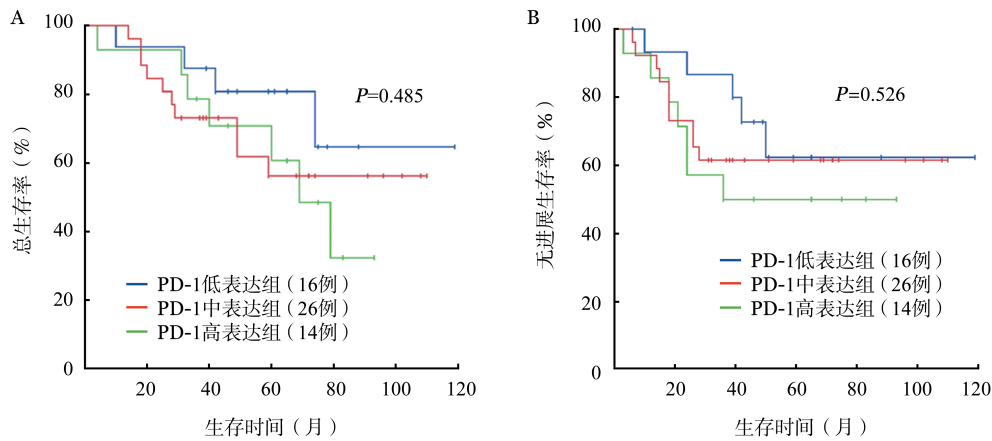 A
100
80
60
40
20
0
总生存率(%)
P=0.485
PD-1低表达组(16例)
PD-1中表达组(26例)
PD-1高表达组(14例)
20 40 60 80 100 120
生存时间(月)
B
100
80
60
40
20
0
无进展生存率(%)
P=0.526
PD-1低表达组(16例)
PD-1中表达组(26例)
PD-1高表达组(14例)
20 40 60 80 100 120
生存时间(月)